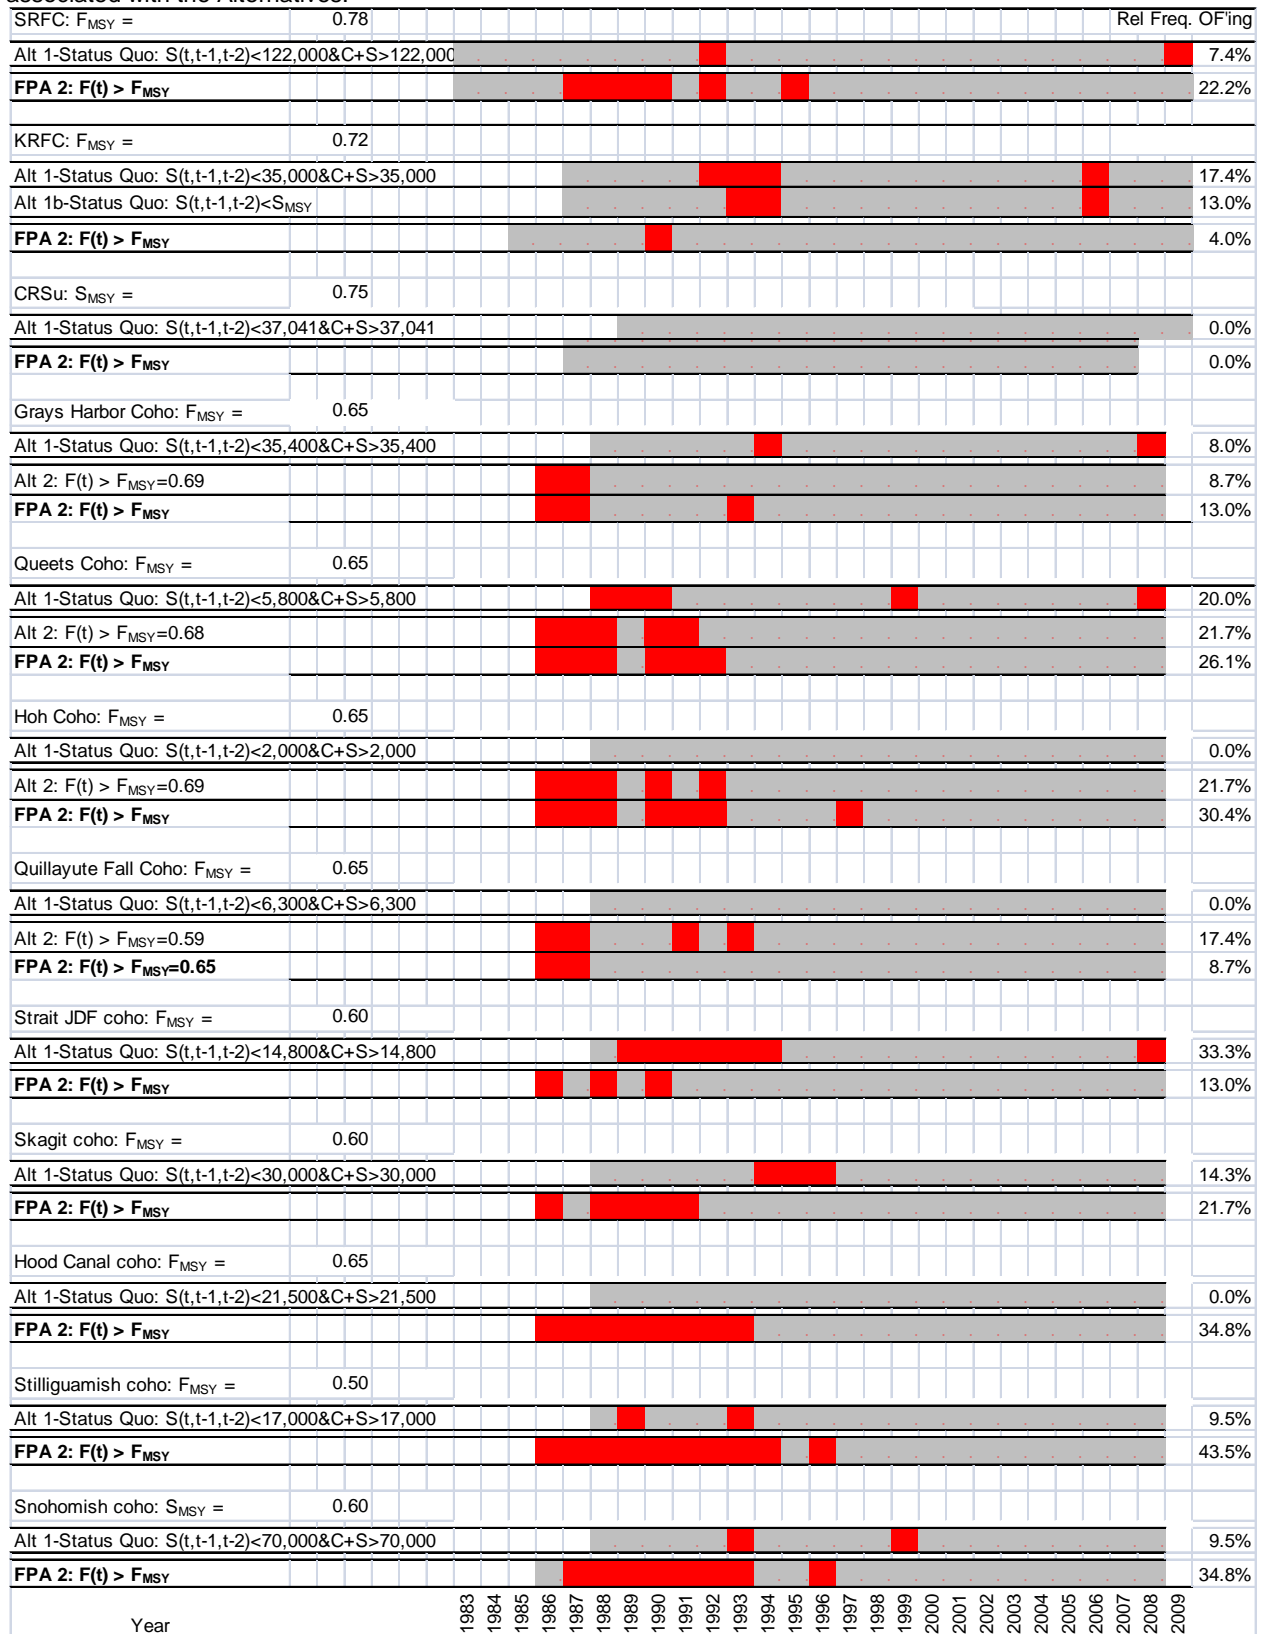 associated with the Alternatives.
SRFC: FMSY = 0.78 Rel Freq. OF'ing
Alt 1-Status Quo: S(t,t-1,t-2)<122,000&C+S>122,000 7.4%
FPA 2: F(t) > FMSY 22.2%
KRFC: FMSY = 0.72
Alt 1-Status Quo: S(t,t-1,t-2)<35,000&C+S>35,000 17.4%
Alt 1b-Status Quo: S(t,t-1,t-2)<SMSY 13.0%
FPA 2: F(t) > FMSY 4.0%
CRSu: SMSY = 0.75
Alt 1-Status Quo: S(t,t-1,t-2)<37,041&C+S>37,041 0.0%
FPA 2: F(t) > FMSY 0.0%
Grays Harbor Coho: FMSY = 0.65
Alt 1-Status Quo: S(t,t-1,t-2)<35,400&C+S>35,400 8.0%
Alt 2: F(t) > FMSY=0.69 8.7%
FPA 2: F(t) > FMSY 13.0%
Queets Coho: FMSY = 0.65
Alt 1-Status Quo: S(t,t-1,t-2)<5,800&C+S>5,800 20.0%
Alt 2: F(t) > FMSY=0.68 21.7%
FPA 2: F(t) > FMSY 26.1%
Hoh Coho: FMSY = 0.65
Alt 1-Status Quo: S(t,t-1,t-2)<2,000&C+S>2,000 0.0%
Alt 2: F(t) > FMSY=0.69 21.7%
FPA 2: F(t) > FMSY 30.4%
Quillayute Fall Coho: FMSY = 0.65
Alt 1-Status Quo: S(t,t-1,t-2)<6,300&C+S>6,300 0.0%
Alt 2: F(t) > FMSY=0.59 17.4%
FPA 2: F(t) > FMSY=0.65 8.7%
Strait JDF coho: FMSY = 0.60
Alt 1-Status Quo: S(t,t-1,t-2)<14,800&C+S>14,800 33.3%
FPA 2: F(t) > FMSY 13.0%
Skagit coho: FMSY = 0.60
Alt 1-Status Quo: S(t,t-1,t-2)<30,000&C+S>30,000 14.3%
FPA 2: F(t) > FMSY 21.7%
Hood Canal coho: FMSY = 0.65
Alt 1-Status Quo: S(t,t-1,t-2)<21,500&C+S>21,500 0.0%
FPA 2: F(t) > FMSY 34.8%
Stilliguamish coho: FMSY = 0.50
Alt 1-Status Quo: S(t,t-1,t-2)<17,000&C+S>17,000 9.5%
FPA 2: F(t) > FMSY 43.5%
Snohomish coho: SMSY = 0.60
Alt 1-Status Quo: S(t,t-1,t-2)<70,000&C+S>70,000 9.5%
FPA 2: F(t) > FMSY 34.8%
Year 1983 1984 1985 1986 1987 1988 1989 1990 1991 1992 1993 1994 1995 1996 1997 1998 1999 2000 2001 2002 2003 2004 2005 2006 2007 2008 2009